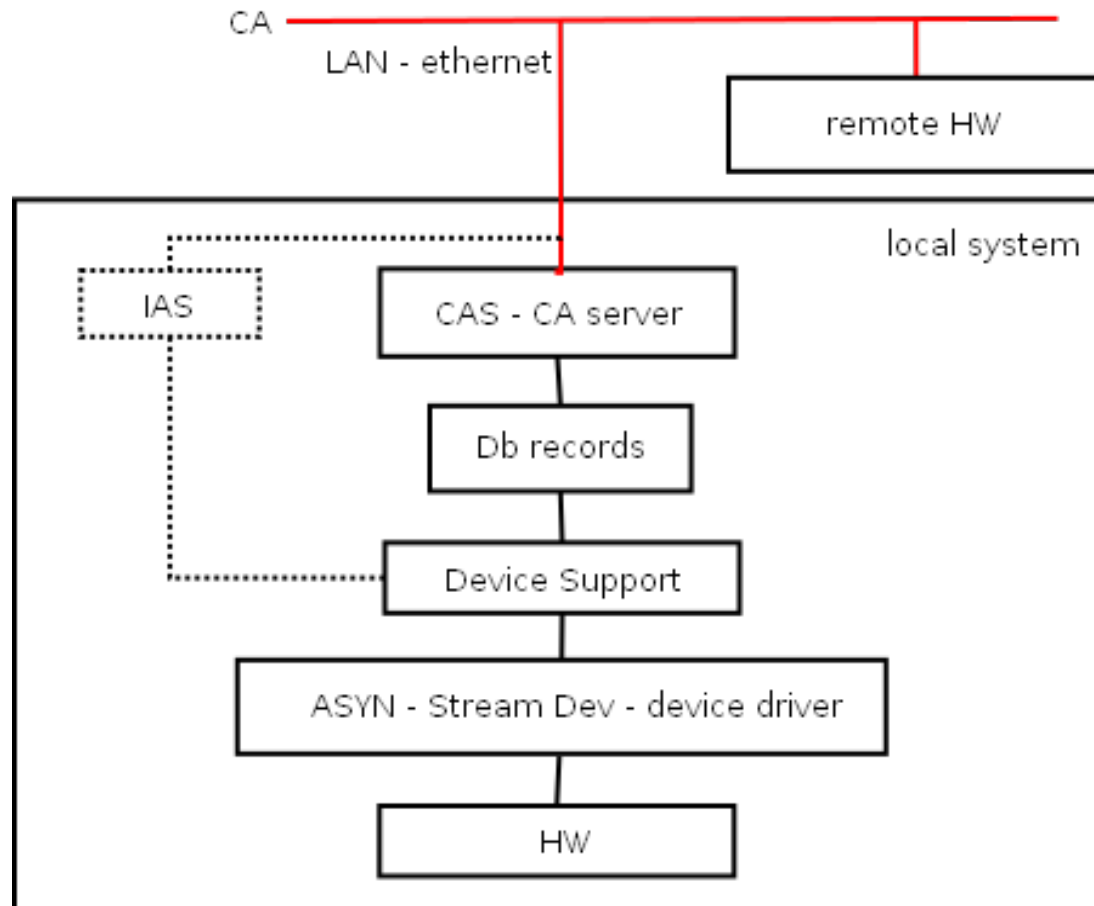 CA
LAN - ethernet
remote HW
local system
IAS
CAS - CA server
Db records
Device Support
ASYN - Stream Dev - device driver
HW